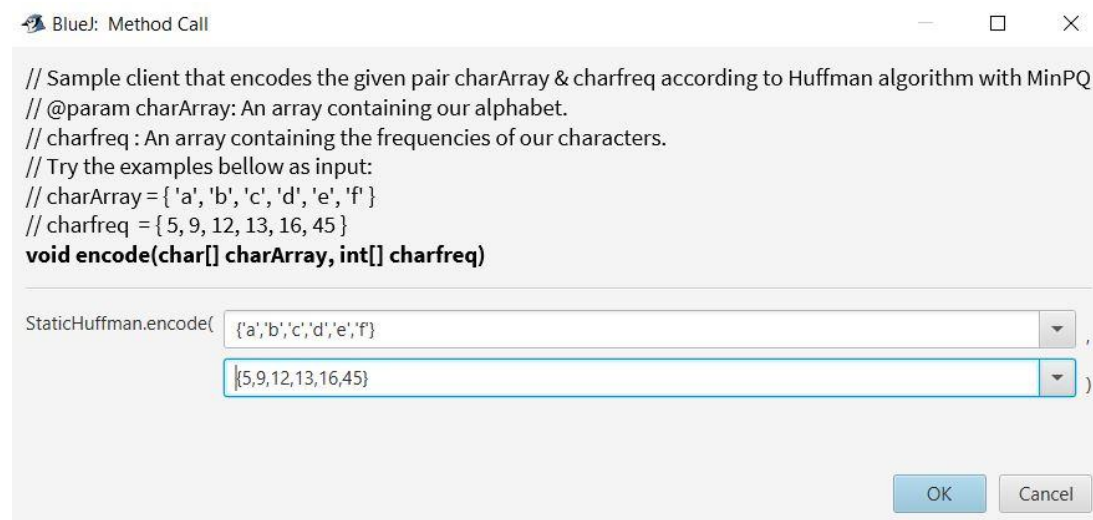 BlueJ: Method Call
// Sample client that encodes the given pair charArray & charfreq according to Huffman algorithm with MinPQ
// @param charArray: An array containing our alphabet.
// charfreq : An array containing the frequencies of our characters.
// Try the examples bellow as input:
// charArray = { 'a', 'b', 'c', 'd', 'e', 'f' }
// charfreq = { 5, 9, 12, 13, 16, 45 }
void encode(char[] charArray, int[] charfreq)
StaticHuffman.encode( {'a','b','c','d','e','f'} ,
{5,9,12,13,16,45} )
OK Cancel